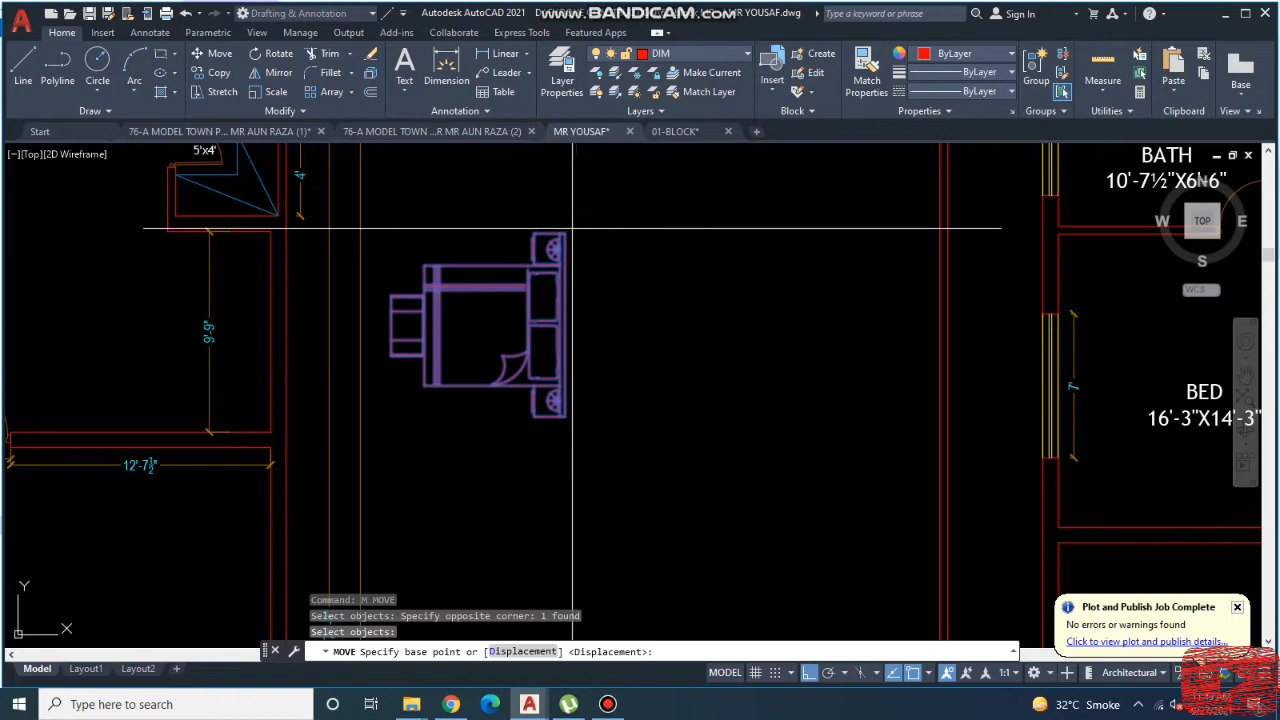 Drafting & Annotation
Autodesk AutoCAD 2021
www.BANDICAM.com
MR YOUSAF.dwg
Type a keyword or phrase
Sign In
Home Insert Annotate Parametric View Manage Output Add-ins Collaborate Express Tools Featured Apps
Line Polyline Circle Arc
Move Rotate Trim
Copy Mirror Fillet
Stretch Scale Array
Text Dimension
Linear
Leader
Table
Layer Properties
DIM
Make Current
Match Layer
Insert
Create
Edit
Match Properties
ByLayer
ByLayer
ByLayer
Group
Measure
Paste
Base
Draw Modify Annotation Layers Block Properties Groups Utilities Clipboard View
Start
76-A MODEL TOWN P... MR AUN RAZA (1)*
76-A MODEL TOWN ...R MR AUN RAZA (2)
MR YOUSAF*
01-BLOCK*
[−][Top][2D Wireframe]
5'x4'
4'
BATH
10'-7½"X6'-6"
N
W TOP E
S
WCS
9'-9"
7'
BED
16'-3"X14'-3"
12'-7½"
Y
X
Command: M MOVE
Select objects: Specify opposite corner: 1 found
Select objects:
MOVE Specify base point or [Displacement] <Displacement>:
Plot and Publish Job Complete
No errors or warnings found
Click to view plot and publish details...
Model Layout1 Layout2
MODEL
1:1
Architectural
Type here to search
32°C Smoke